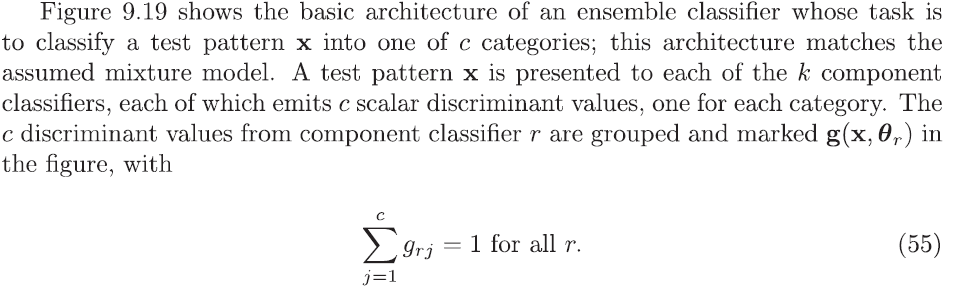 Figure 9.19 shows the basic architecture of an ensemble classifier whose task is
to classify a test pattern x into one of c categories; this architecture matches the
assumed mixture model. A test pattern x is presented to each of the k component
classifiers, each of which emits c scalar discriminant values, one for each category. The
c discriminant values from component classifier r are grouped and marked g(x, θ_r) in
the figure, with
∑_{j=1}^{c} g_{rj} = 1 for all r. (55)